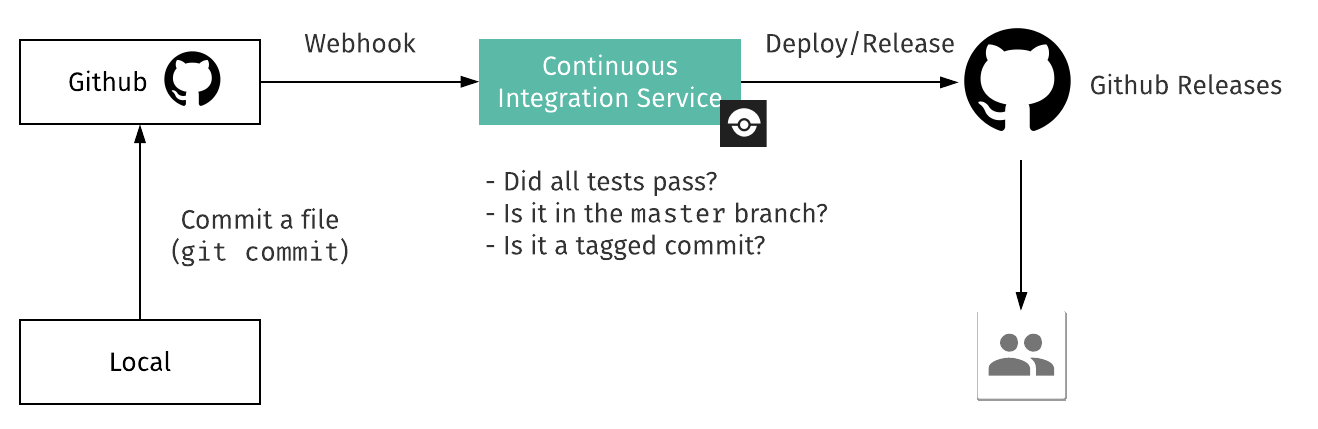 Webhook
Deploy/Release
Github
Continuous
Integration Service
Github Releases
- Did all tests pass?
- Is it in the master branch?
- Is it a tagged commit?
Commit a file
(git commit)
Local